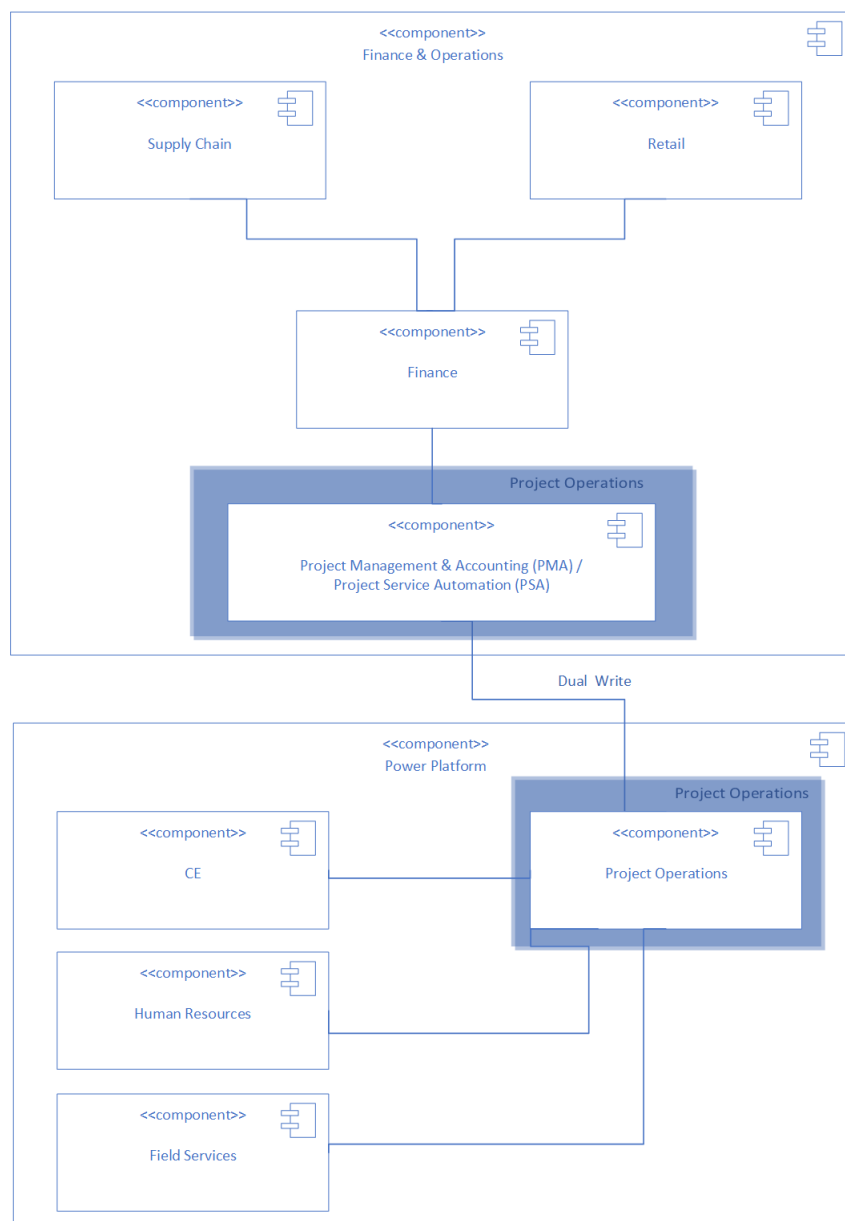 <<component>>
Finance & Operations
<<component>>
Supply Chain
<<component>>
Retail
<<component>>
Finance
Project Operations
<<component>>
Project Management & Accounting (PMA) /
Project Service Automation (PSA)
Dual Write
<<component>>
Power Platform
Project Operations
<<component>>
CE
<<component>>
Project Operations
<<component>>
Human Resources
<<component>>
Field Services